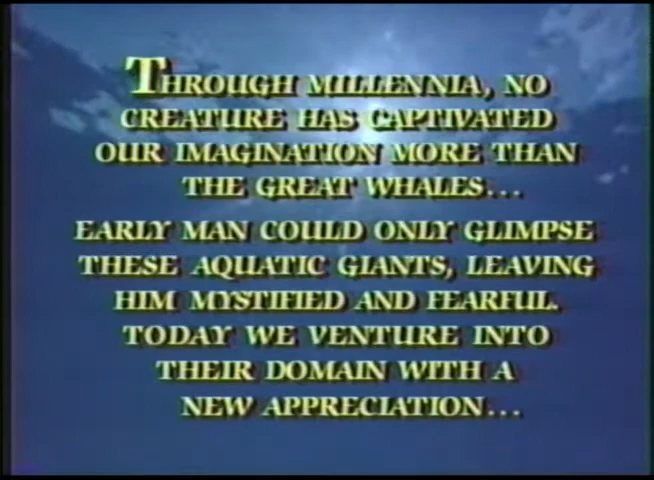 THROUGH MILLENNIA, NO
CREATURE HAS CAPTIVATED
OUR IMAGINATION MORE THAN
THE GREAT WHALES...
EARLY MAN COULD ONLY GLIMPSE
THESE AQUATIC GIANTS, LEAVING
HIM MYSTIFIED AND FEARFUL.
TODAY WE VENTURE INTO
THEIR DOMAIN WITH A
NEW APPRECIATION...